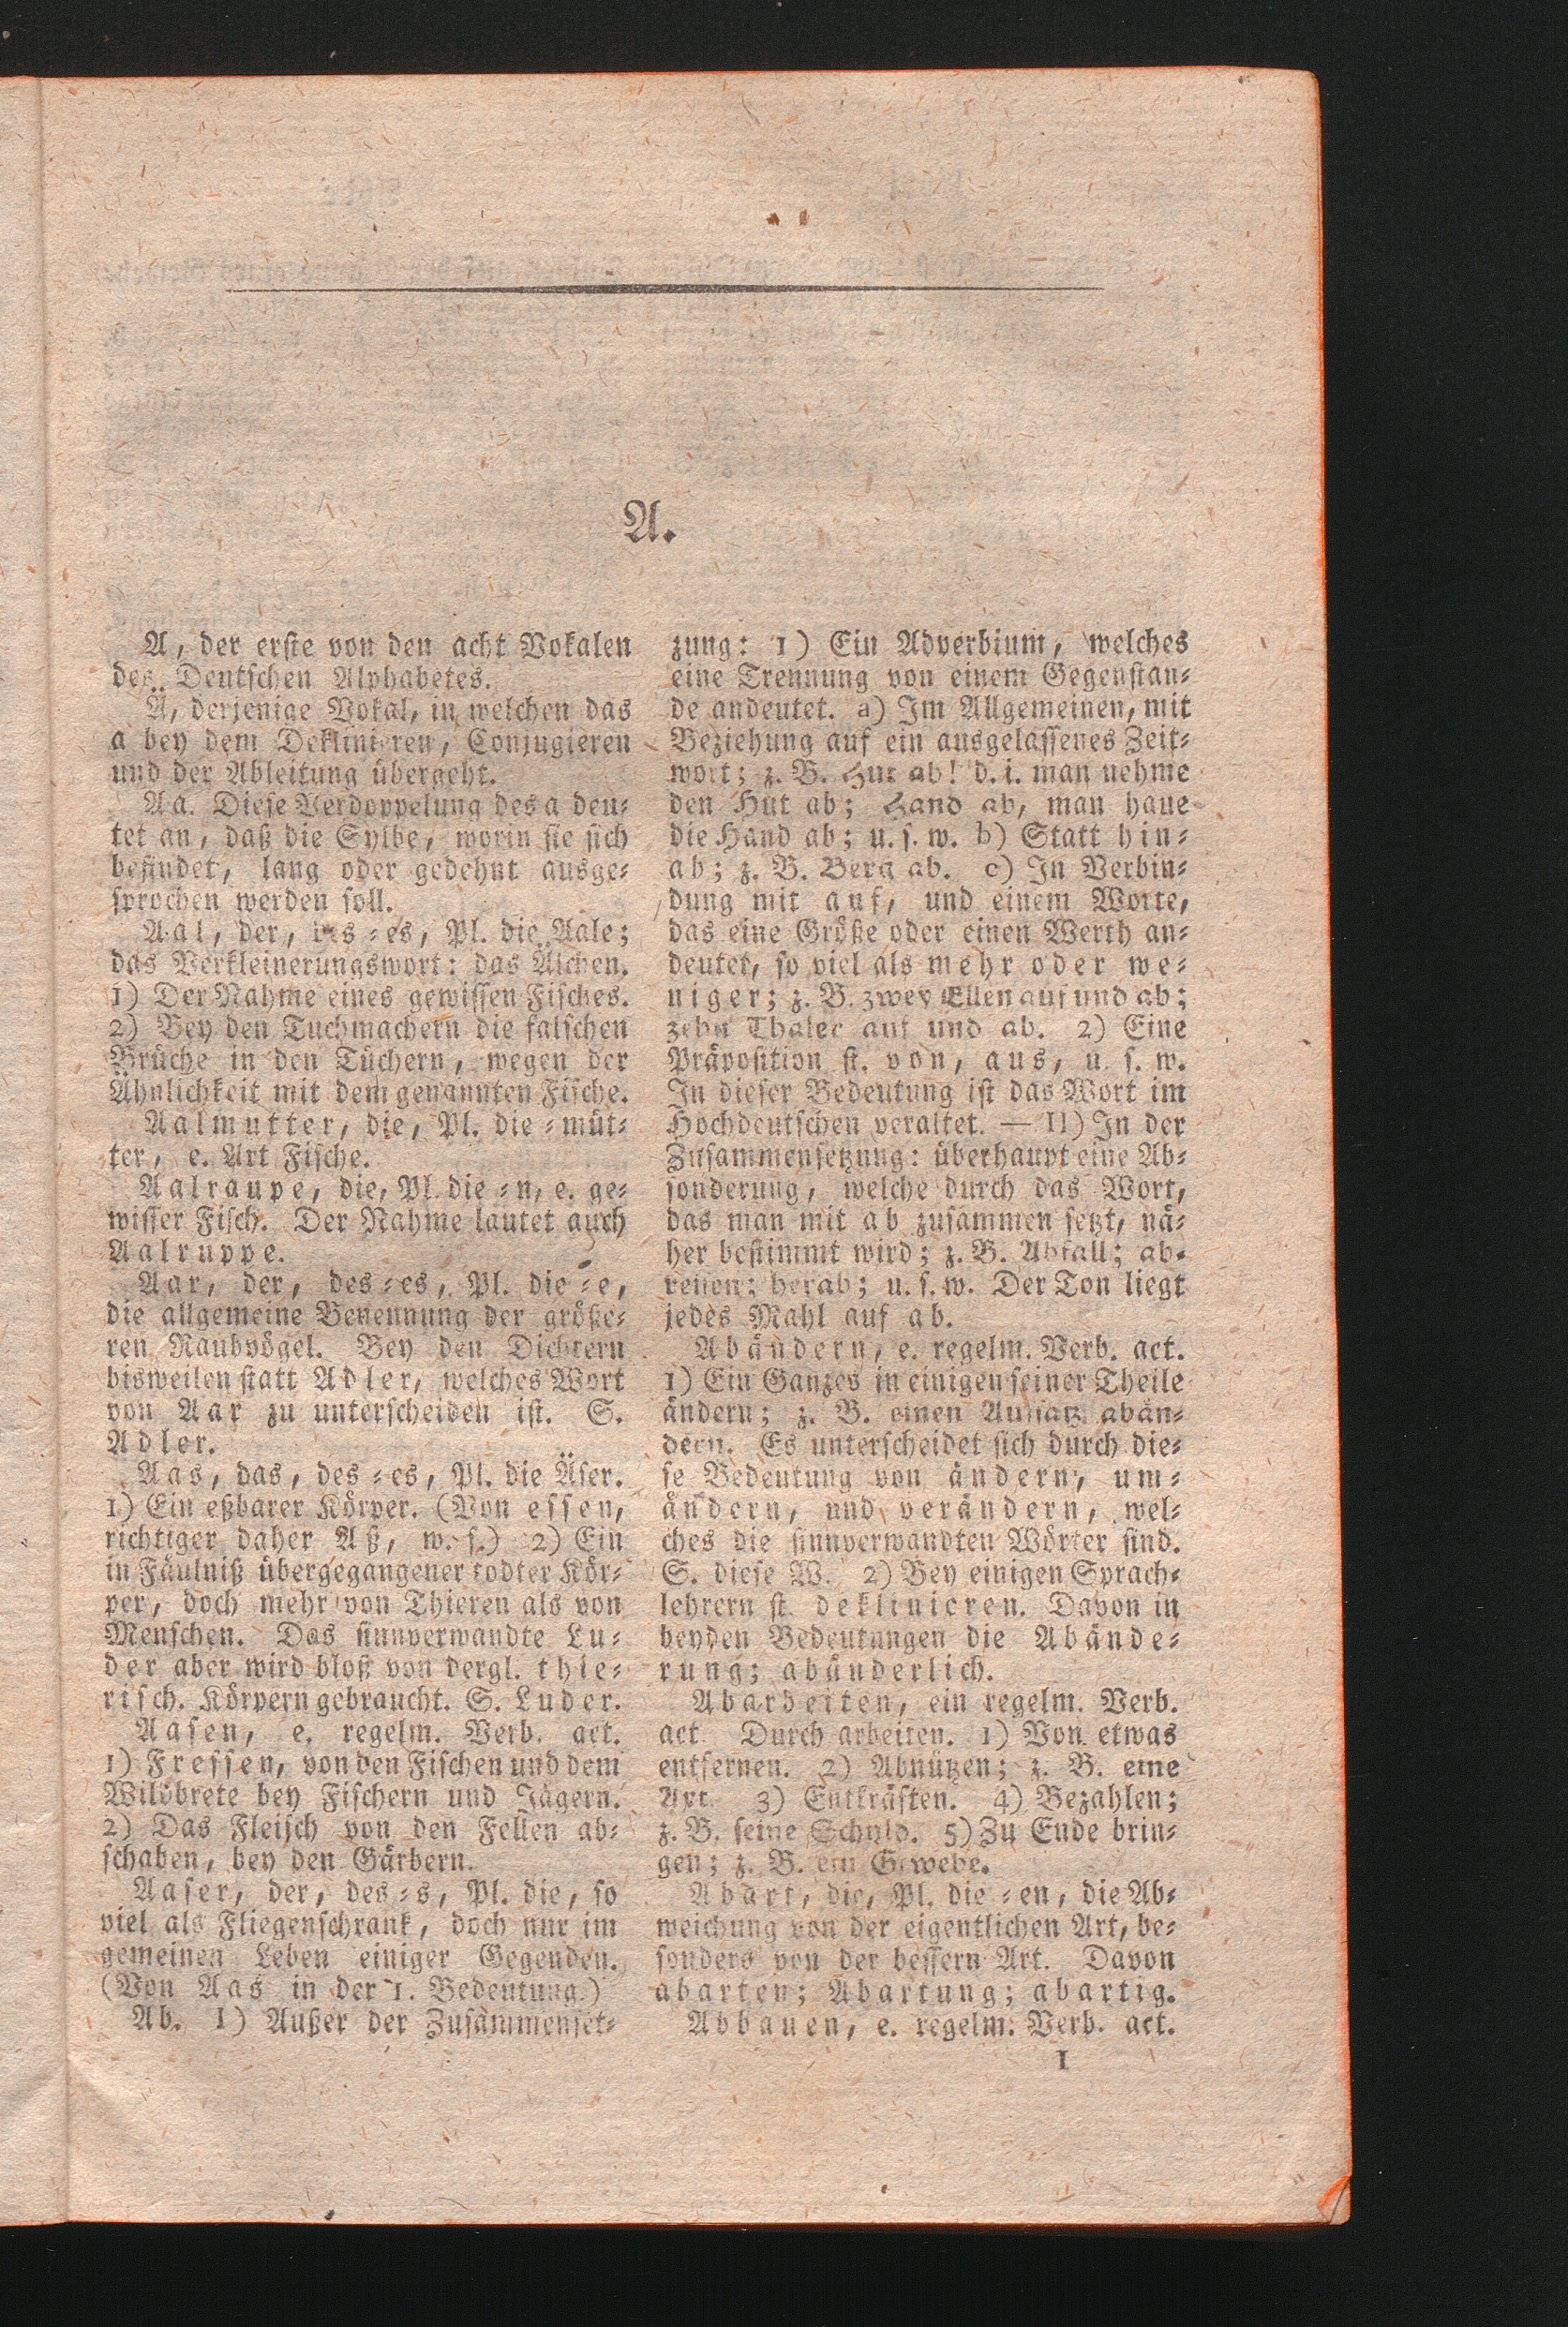 A.
A, der erste von den acht Vokalen
des Deutschen Alphabetes.
Ä, derjenige Vokal, in welchen das
a bey dem Deklinieren, Conjugieren
und der Ableitung übergeht.
Aa. Diese Verdoppelung des a deu-
tet an, daß die Sylbe, worin sie sich
befindet, lang oder gedehnt ausge-
sprochen werden soll.
Aal, der, des-es, Pl. die Aale;
das Verkleinerungswort: das Älchen.
1) Der Nahme eines gewissen Fisches.
2) Bey den Tuchmachern die falschen
Brüche in den Tüchern, wegen der
Ähnlichkeit mit dem genannten Fische.
Aalmutter, die, Pl. die-müt-
ter, e. Art Fische.
Aalraupe, die, Pl. die-n, e. ge-
wisser Fisch. Der Nahme lautet auch
Aalruppe.
Aar, der, des-es, Pl. die-e,
die allgemeine Benennung der größe-
ren Raubvögel. Bey den Dichtern
bisweilen statt Adler, welches Wort
von Aar zu unterscheiden ist. S.
Adler.
Aas, das, des-es, Pl. die Äser.
1) Ein eßbarer Körper. (Von essen,
richtiger daher Aß, w. s.) 2) Ein
in Fäulniß übergegangener todter Kör-
per, doch mehr von Thieren als von
Menschen. Das sinnverwandte Lu-
der aber wird bloß von dergl. thie-
risch. Körpern gebraucht. S. Luder.
Aasen, e. regelm. Verb. act.
1) Fressen, von den Fischen und dem
Wildbrete bey Fischern und Jägern.
2) Das Fleisch von den Fellen ab-
schaben, bey den Gärbern.
Aaser, der, des-s, Pl. die, so
viel als Fliegenschrank, doch nur im
gemeinen Leben einiger Gegenden.
(Von Aas in der 1. Bedeutung.)
Ab. I) Außer der Zusammenset-
zung: 1) Ein Adverbium, welches
eine Trennung von einem Gegenstan-
de andeutet. a) Im Allgemeinen, mit
Beziehung auf ein ausgelassenes Zeit-
wort; z. B. Hut ab! d. i. man nehme
den Hut ab; Hand ab, man haue
die Hand ab; u. s. w. b) Statt hin-
ab; z. B. Berg ab. c) In Verbin-
dung mit auf, und einem Worte,
das eine Größe oder einen Werth an-
deutet, so viel als mehr oder we-
niger; z. B. zwey Ellen auf und ab;
zehn Thaler auf und ab. 2) Eine
Präposition st. von, aus, u. s. w.
In dieser Bedeutung ist das Wort im
Hochdeutschen veraltet. — II) In der
Zusammensetzung: überhaupt eine Ab-
sonderung, welche durch das Wort,
das man mit ab zusammen setzt, nä-
her bestimmt wird; z. B. Abfall; ab-
reisen; herab; u. s. w. Der Ton liegt
jedes Mahl auf ab.
Abändern, e. regelm. Verb. act.
1) Ein Ganzes in einigen seiner Theile
ändern; z. B. einen Aufsatz abän-
dern. Es unterscheidet sich durch die-
se Bedeutung von ändern, um-
ändern, und verändern, wel-
ches die sinnverwandten Wörter sind.
S. diese W. 2) Bey einigen Sprach-
lehrern st. deklinieren. Davon in
beyden Bedeutungen die Abände-
rung; abänderlich.
Abarbeiten, ein regelm. Verb.
act. Durch arbeiten. 1) Von etwas
entfernen. 2) Abnützen; z. B. eine
Axt. 3) Entkräften. 4) Bezahlen;
z. B. seine Schuld. 5) Zu Ende brin-
gen; z. B. ein Gewebe.
Abart, die, Pl. die-en, die Ab-
weichung von der eigentlichen Art, be-
sonders von der bessern Art. Davon
abarten; Abartung; abartig.
Abbauen, e. regelm. Verb. act.
1